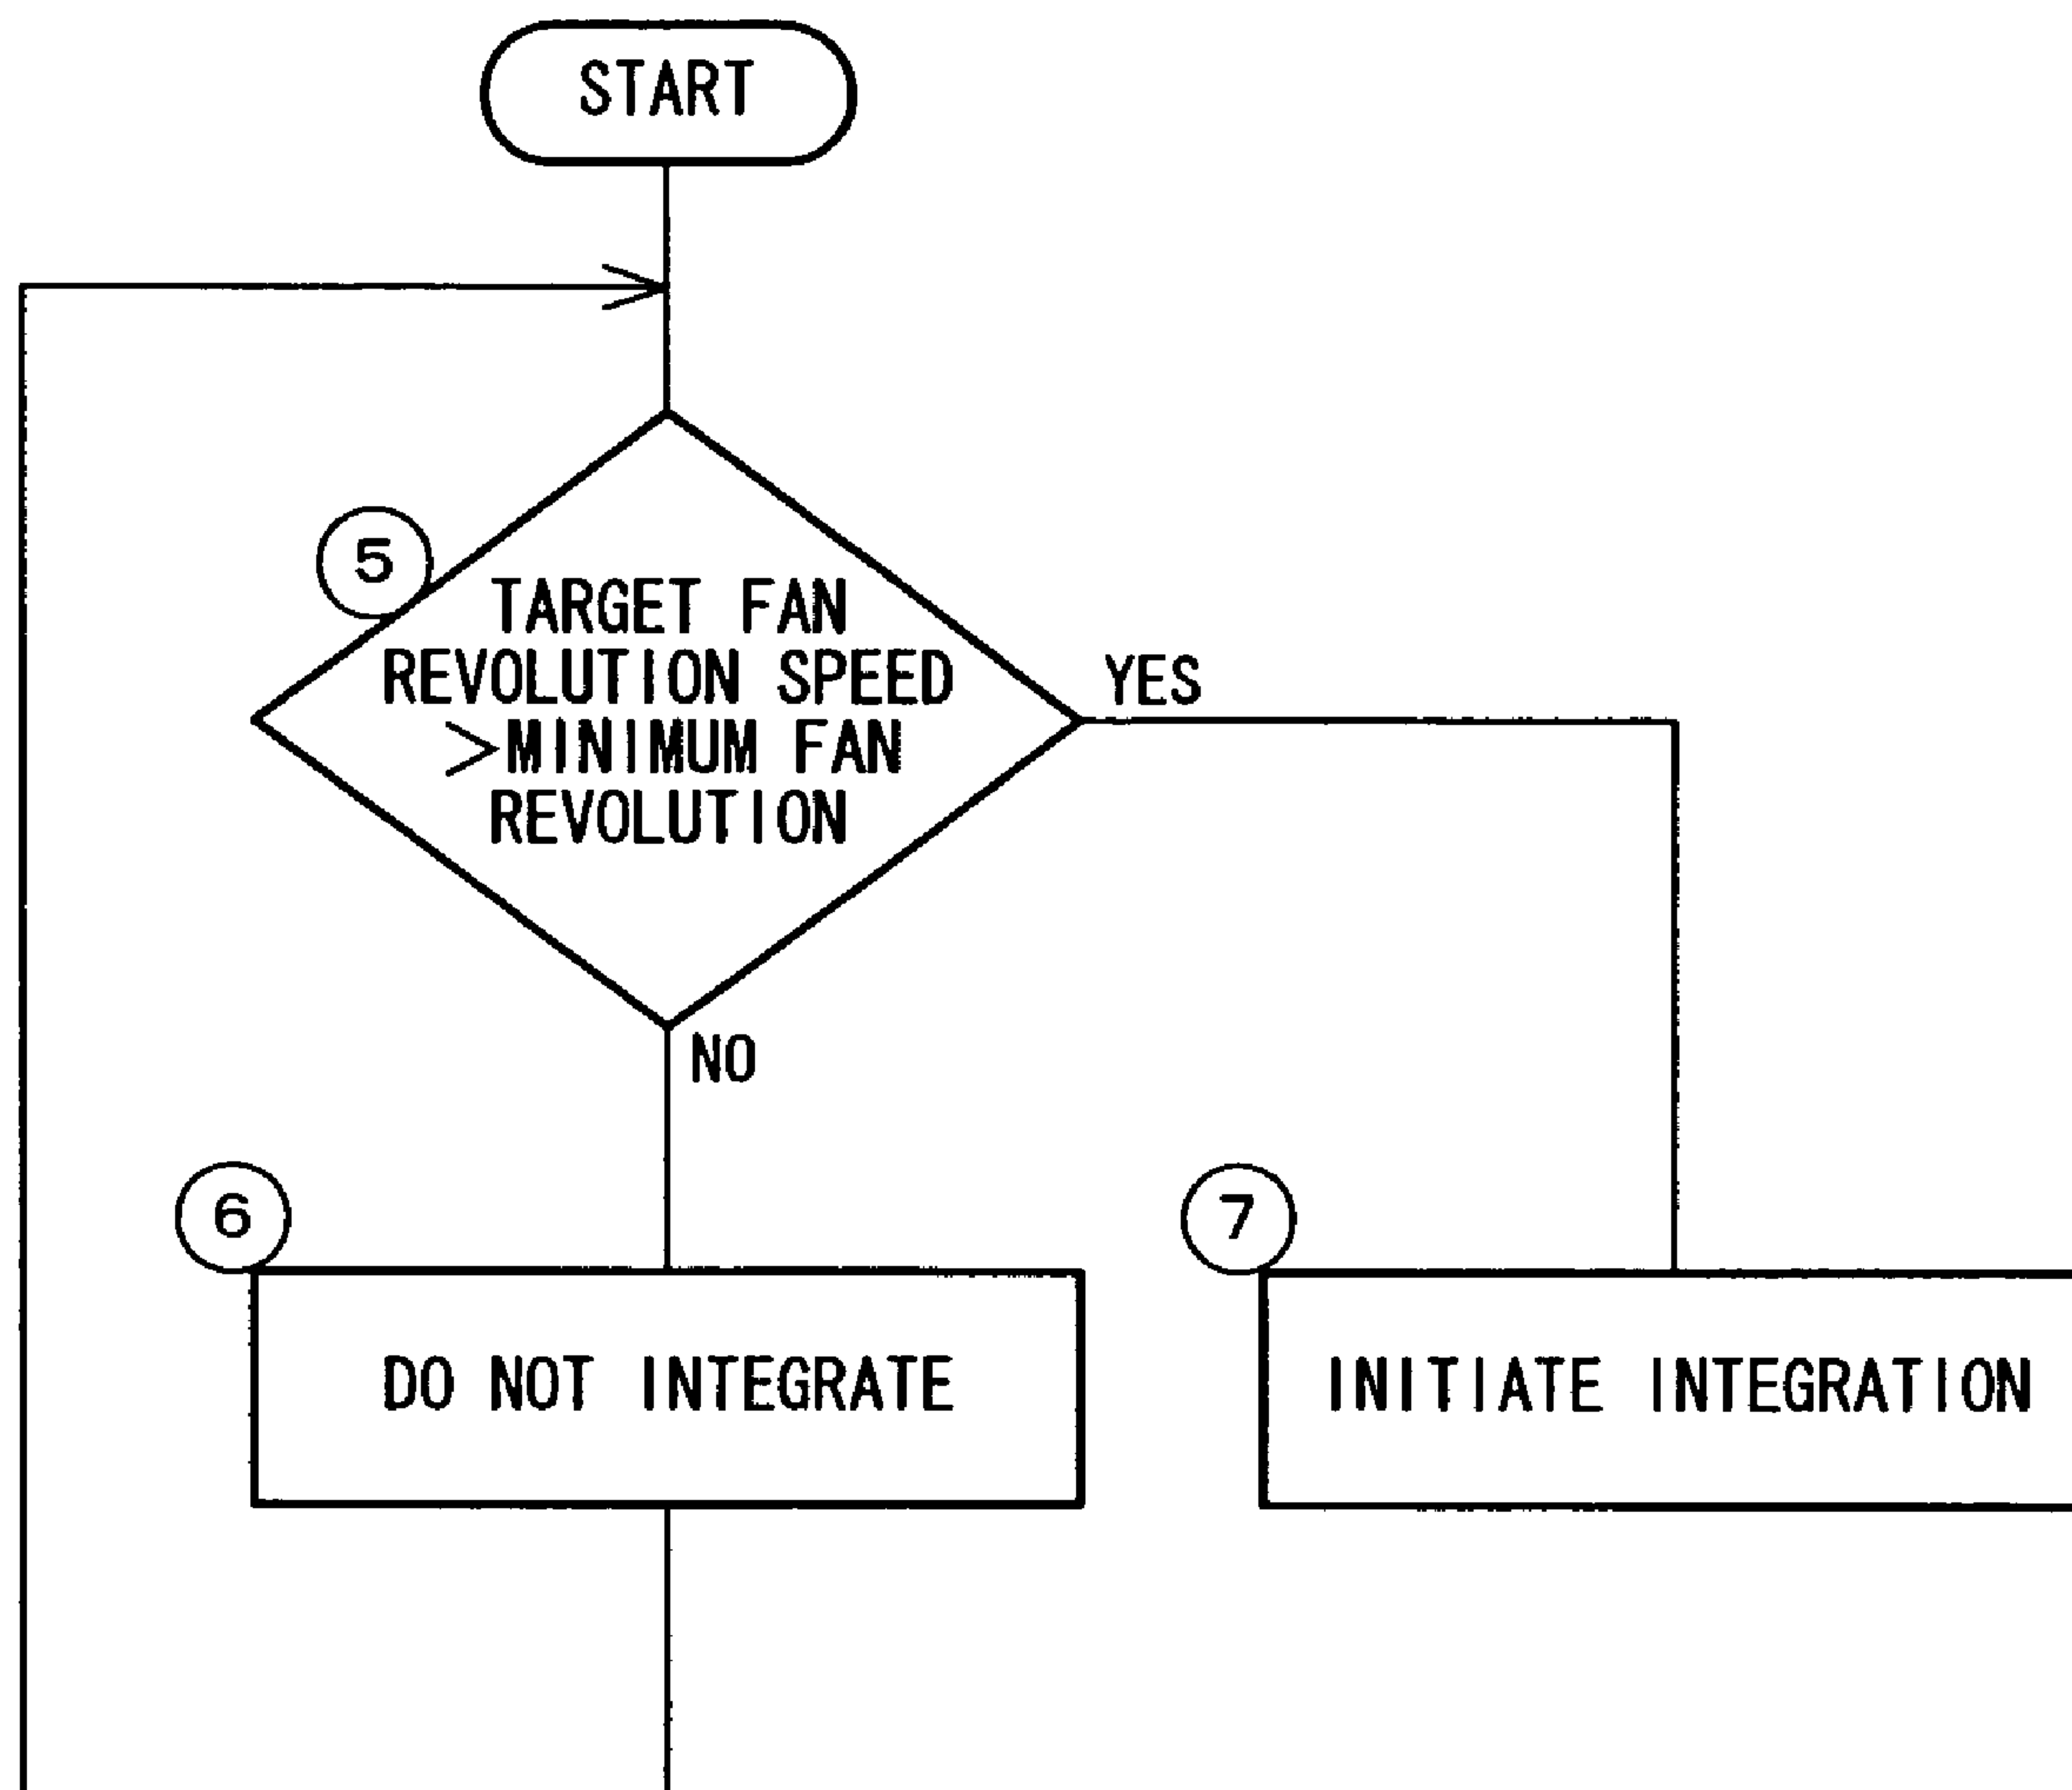 START
5
TARGET FAN
REVOLUTION SPEED
>MINIMUM FAN
REVOLUTION
YES
NO
6
DO NOT INTEGRATE
7
INITIATE INTEGRATION